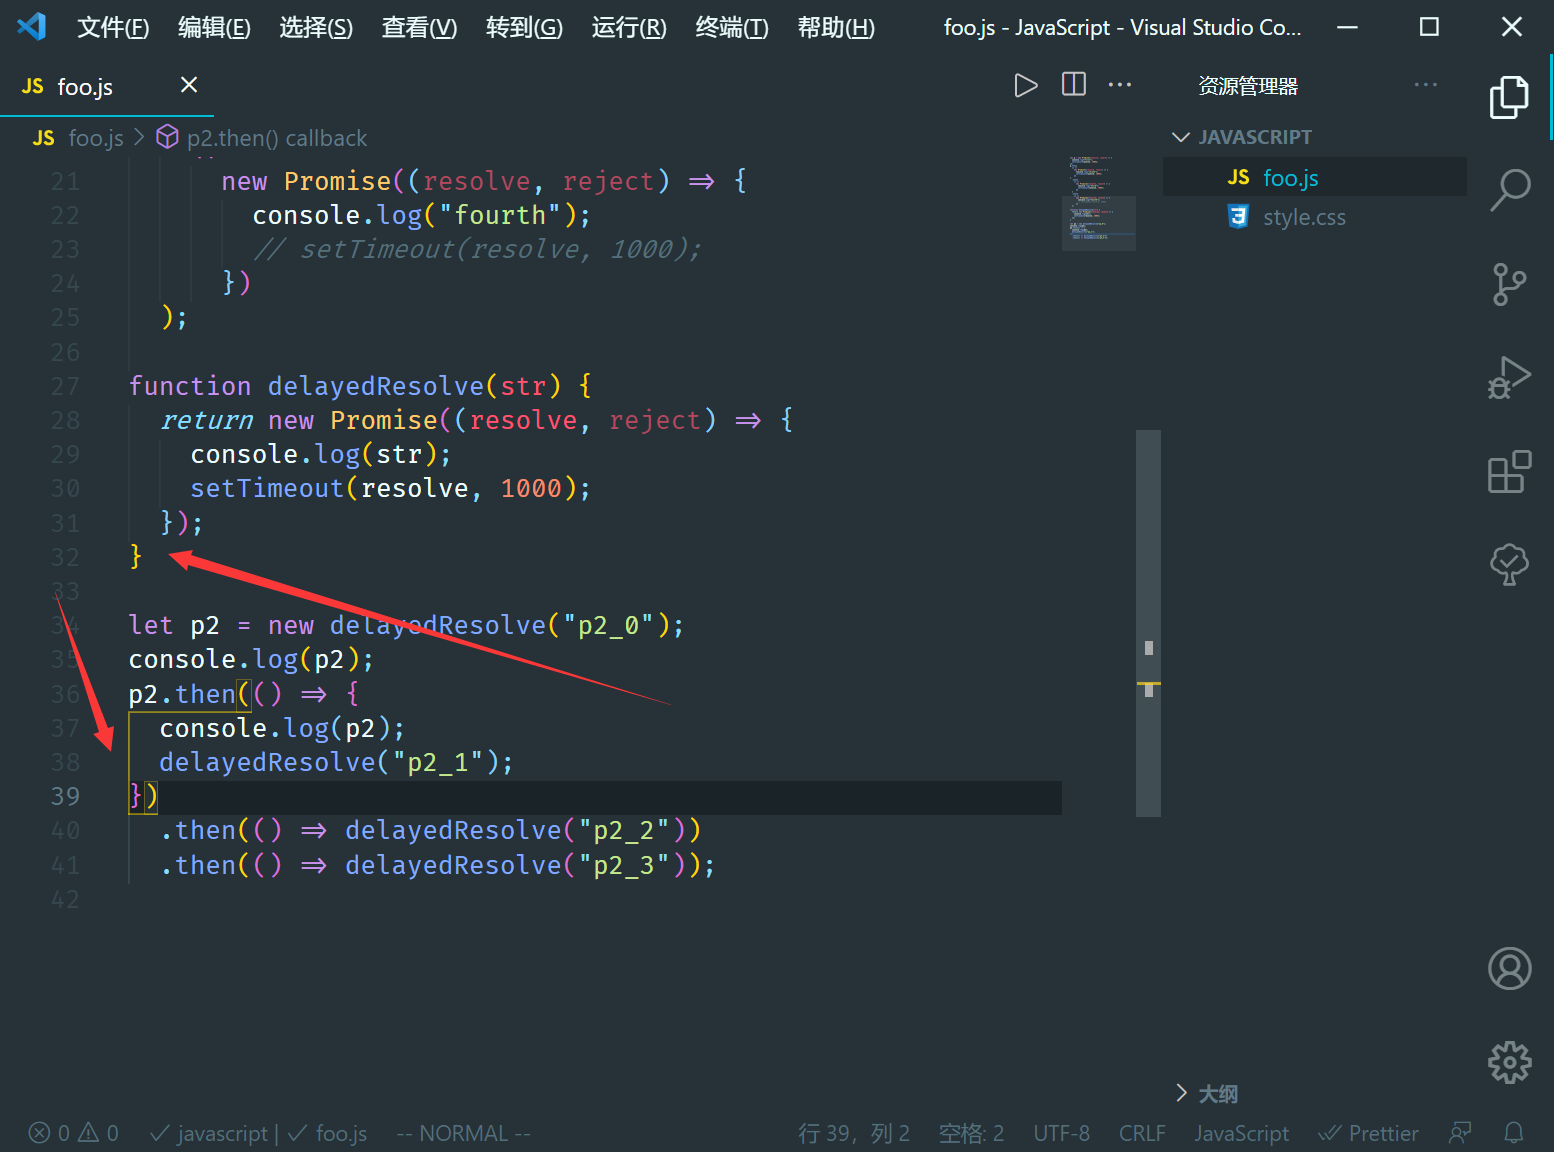 文件(F) 编辑(E) 选择(S) 查看(V) 转到(G) 运行(R) 终端(T) 帮助(H) foo.js - JavaScript - Visual Studio Co...
JS foo.js
资源管理器
JS foo.js > p2.then() callback
JAVASCRIPT
JS foo.js
style.css
21 new Promise((resolve, reject) => {
22 console.log("fourth");
23 // setTimeout(resolve, 1000);
24 })
25 );
26
27 function delayedResolve(str) {
28 return new Promise((resolve, reject) => {
29 console.log(str);
30 setTimeout(resolve, 1000);
31 });
32 }
33
34 let p2 = new delayedResolve("p2_0");
35 console.log(p2);
36 p2.then(() => {
37 console.log(p2);
38 delayedResolve("p2_1");
39 })
40 .then(() => delayedResolve("p2_2"))
41 .then(() => delayedResolve("p2_3"));
42
大纲
0 0 javascript | foo.js -- NORMAL -- 行 39，列 2 空格: 2 UTF-8 CRLF JavaScript Prettier